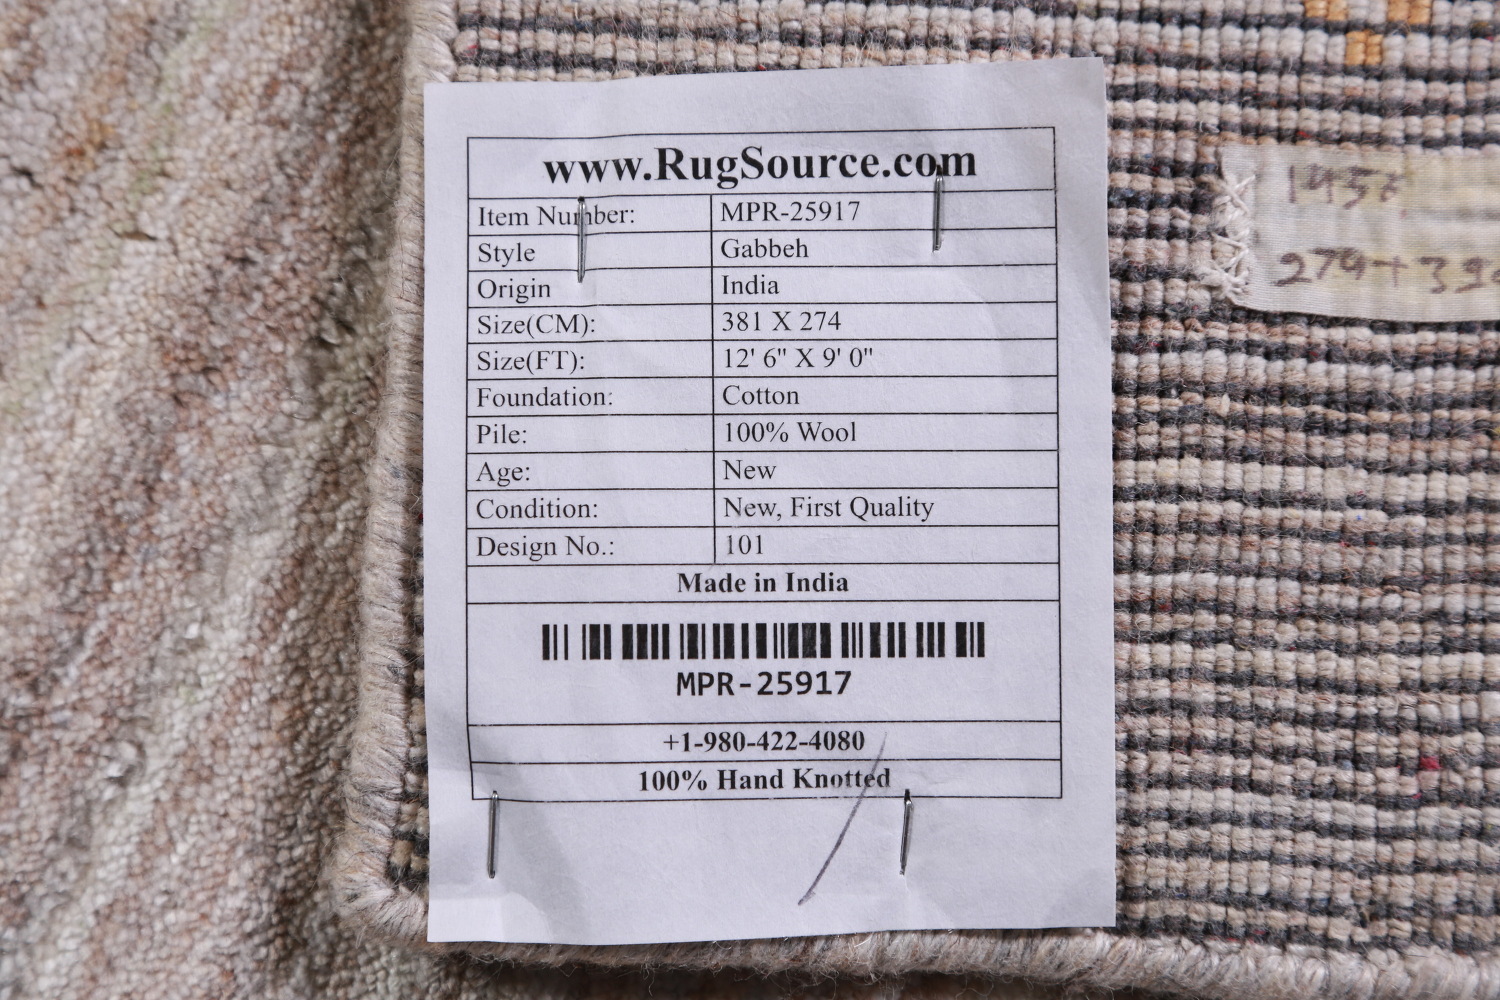 www.RugSource.com
Item Number: MPR-25917
Style Gabbeh
Origin India
Size(CM): 381 X 274
Size(FT): 12' 6" X 9' 0"
Foundation: Cotton
Pile: 100% Wool
Age: New
Condition: New, First Quality
Design No.: 101
Made in India
MPR-25917
+1-980-422-4080
100% Hand Knotted